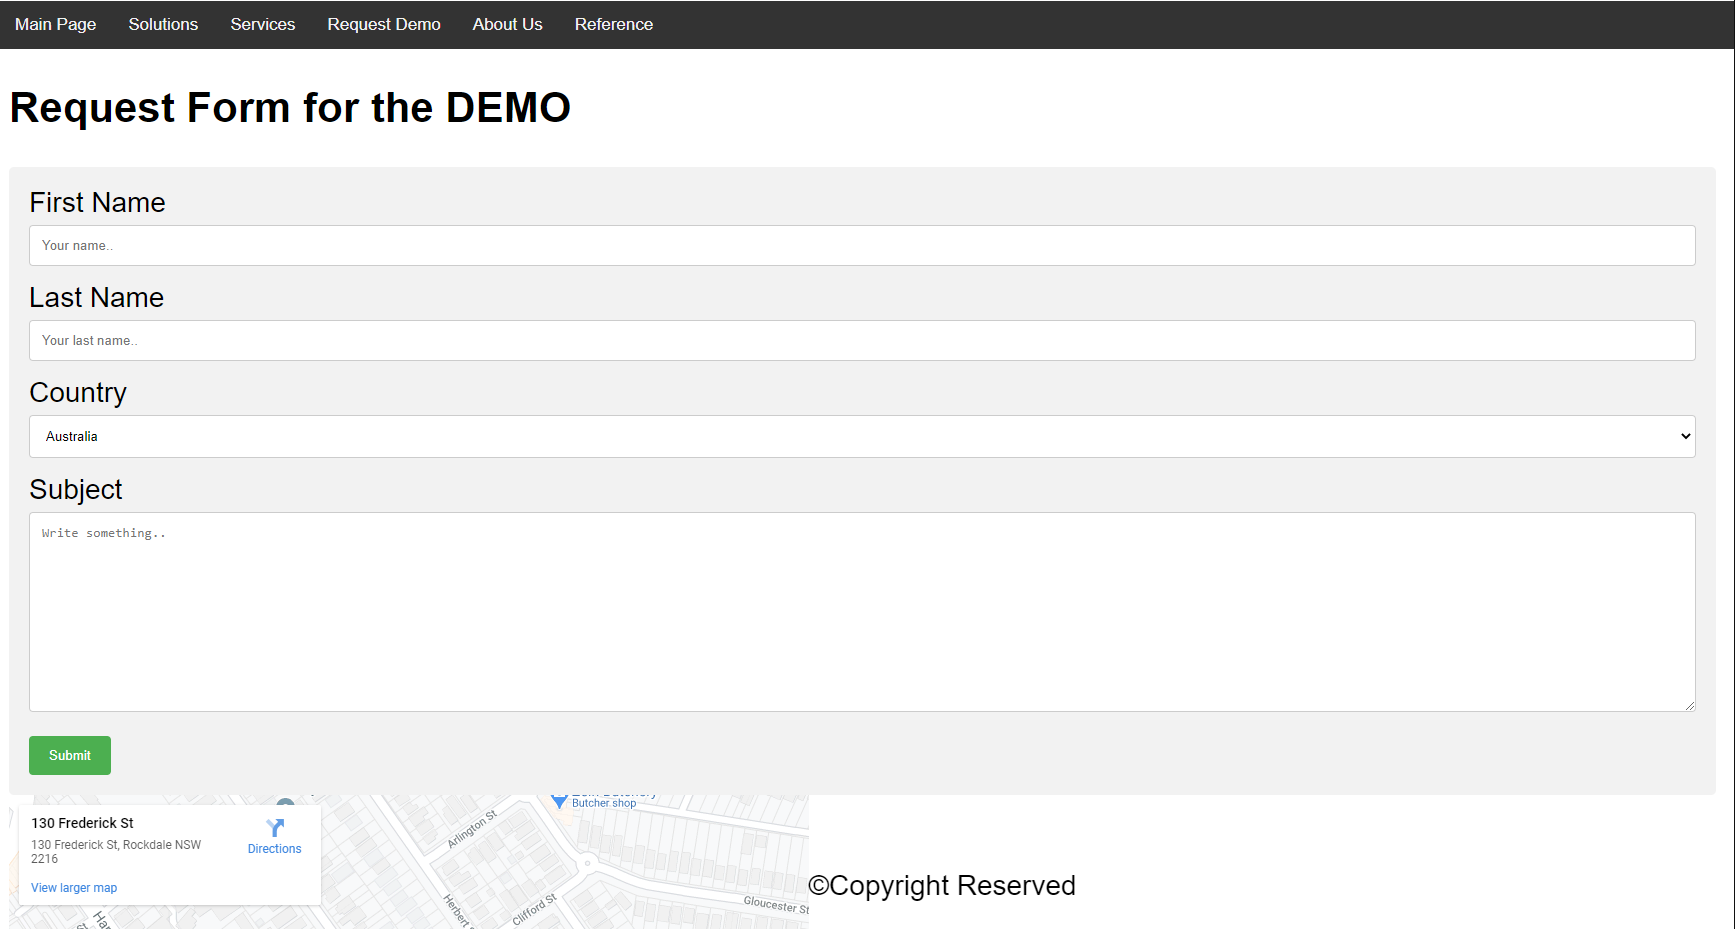 Main Page Solutions Services Request Demo About Us Reference
Request Form for the DEMO
First Name
Your name..
Last Name
Your last name..
Country
Australia
Subject
Write something..
Submit
130 Frederick St
130 Frederick St, Rockdale NSW
2216
Directions
View larger map
Butcher shop
Arlington St
Clifford St
Gloucester St
©Copyright Reserved